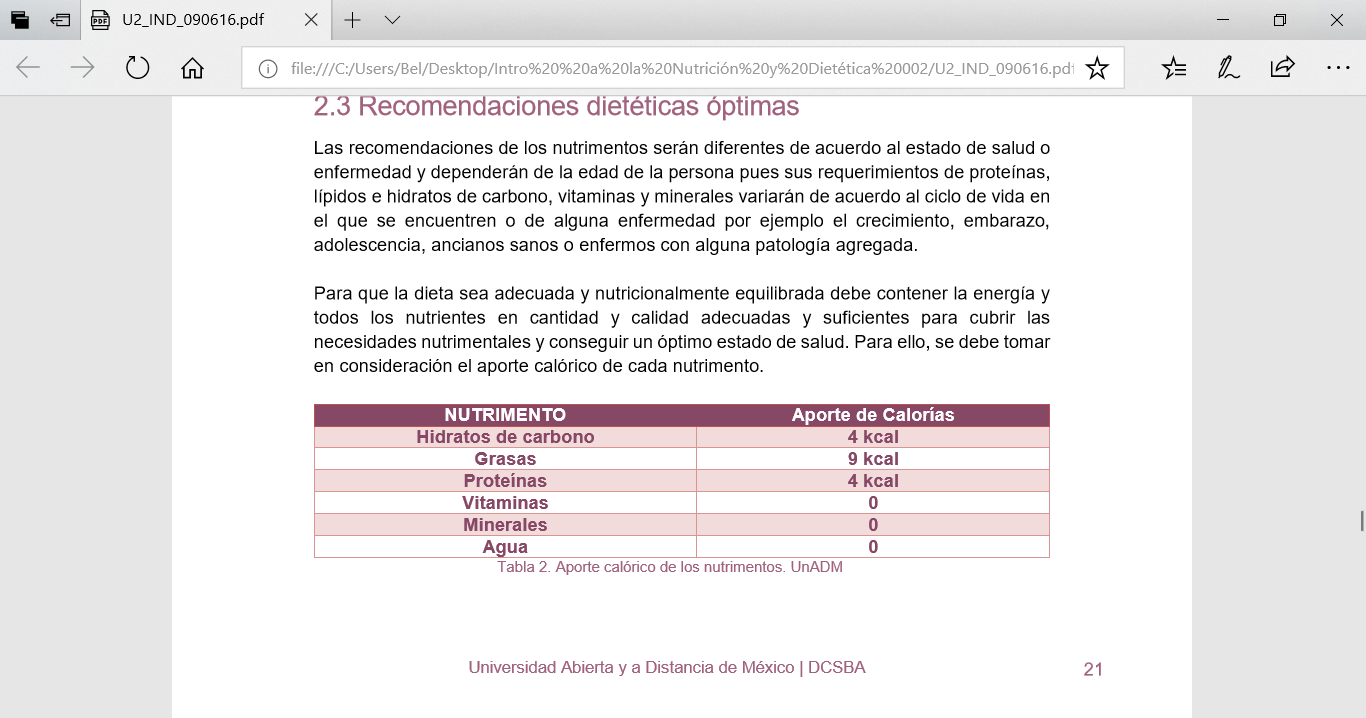 U2_IND_090616.pdf
file:///C:/Users/Bel/Desktop/Intro%20%20a%20la%20Nutrición%20y%20Dietética%20002/U2_IND_090616.pdf
2.3 Recomendaciones dietéticas óptimas
Las recomendaciones de los nutrimentos serán diferentes de acuerdo al estado de salud o
enfermedad y dependerán de la edad de la persona pues sus requerimientos de proteínas,
lípidos e hidratos de carbono, vitaminas y minerales variarán de acuerdo al ciclo de vida en
el que se encuentren o de alguna enfermedad por ejemplo el crecimiento, embarazo,
adolescencia, ancianos sanos o enfermos con alguna patología agregada.
Para que la dieta sea adecuada y nutricionalmente equilibrada debe contener la energía y
todos los nutrientes en cantidad y calidad adecuadas y suficientes para cubrir las
necesidades nutrimentales y conseguir un óptimo estado de salud. Para ello, se debe tomar
en consideración el aporte calórico de cada nutrimento.
NUTRIMENTO Aporte de Calorías
Hidratos de carbono 4 kcal
Grasas 9 kcal
Proteínas 4 kcal
Vitaminas 0
Minerales 0
Agua 0
Tabla 2. Aporte calórico de los nutrimentos. UnADM
Universidad Abierta y a Distancia de México | DCSBA 21